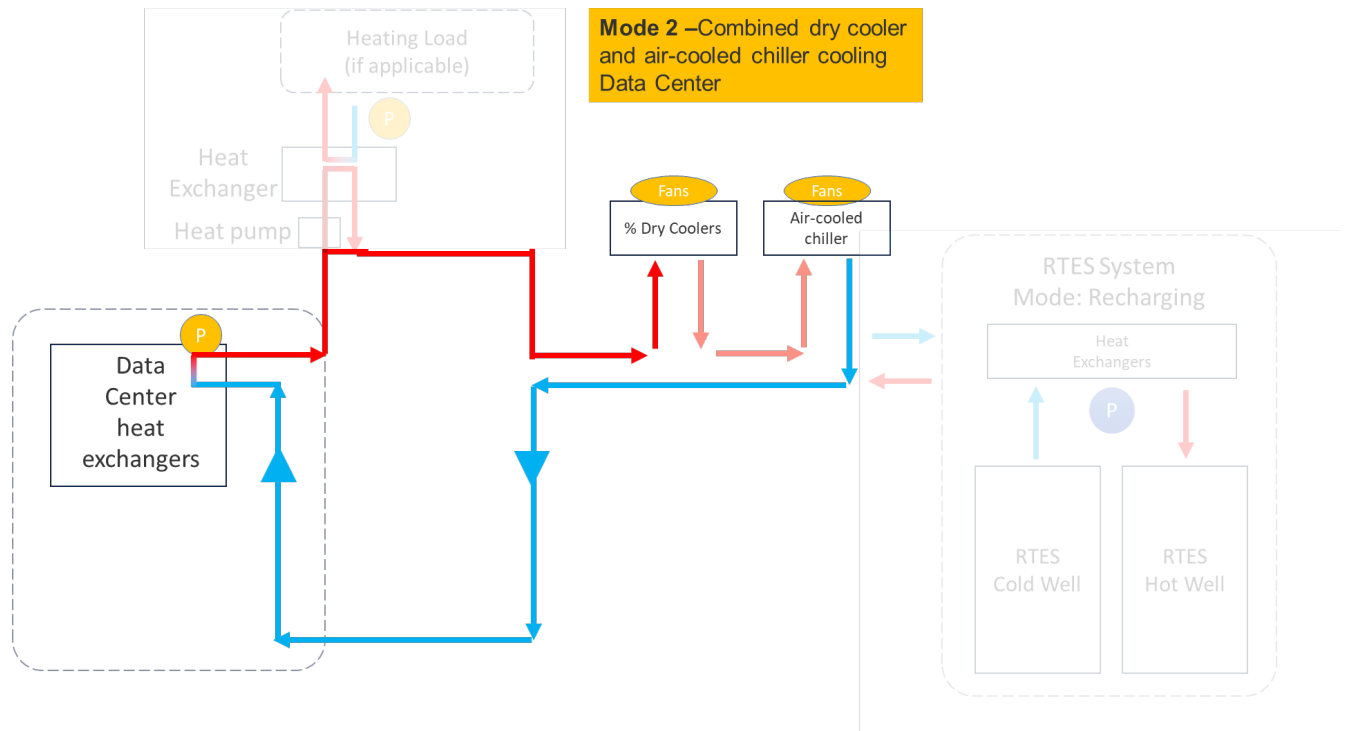 Heating Load
(if applicable)
P
Heat
Exchanger
Heat pump
Mode 2 –Combined dry cooler
and air-cooled chiller cooling
Data Center
Fans
% Dry Coolers
Fans
Air-cooled
chiller
P
Data
Center
heat
exchangers
RTES System
Mode: Recharging
Heat
Exchangers
P
RTES
Cold Well
RTES
Hot Well